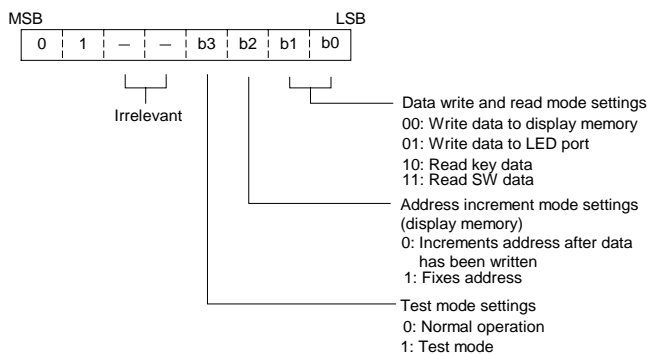 MSB LSB
0 1 – – b3 b2 b1 b0
Irrelevant
Data write and read mode settings
00: Write data to display memory
01: Write data to LED port
10: Read key data
11: Read SW data
Address increment mode settings
(display memory)
0: Increments address after data
has been written
1: Fixes address
Test mode settings
0: Normal operation
1: Test mode